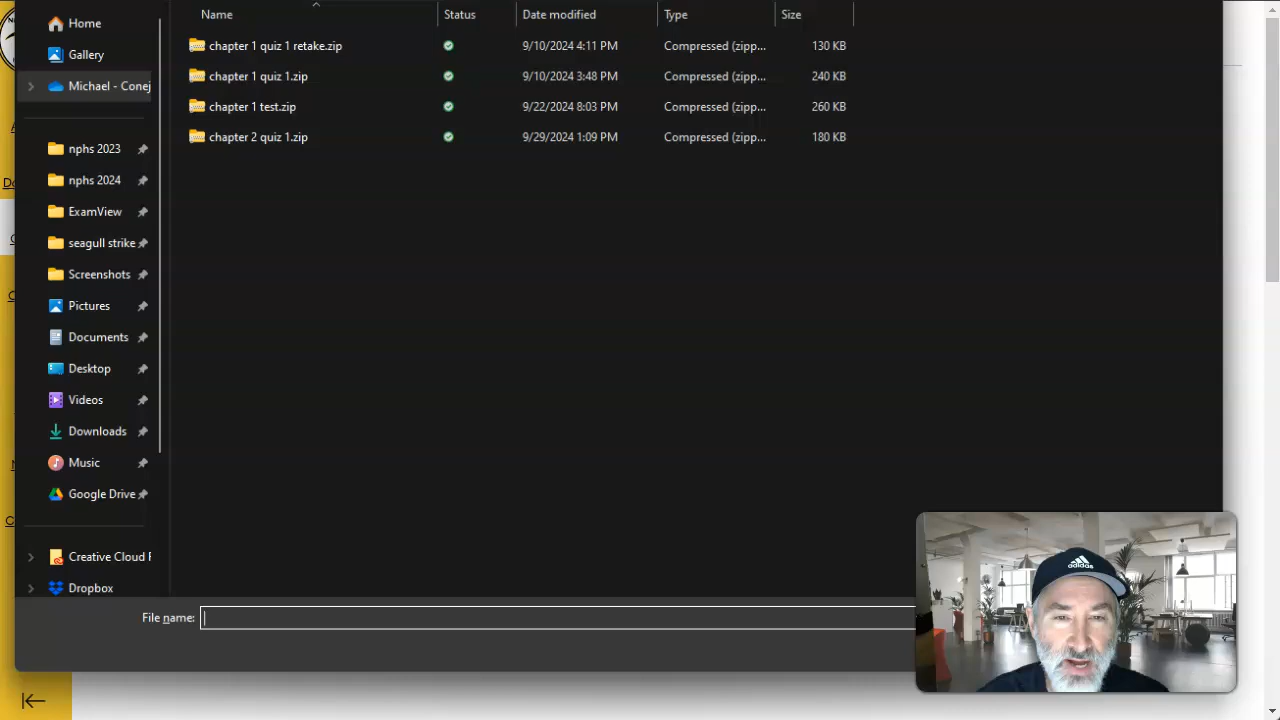 Name Status Date modified Type Size
Home
Gallery
Michael - Conej
chapter 1 quiz 1 retake.zip 9/10/2024 4:11 PM Compressed (zipp... 130 KB
chapter 1 quiz 1.zip 9/10/2024 3:48 PM Compressed (zipp... 240 KB
chapter 1 test.zip 9/22/2024 8:03 PM Compressed (zipp... 260 KB
chapter 2 quiz 1.zip 9/29/2024 1:09 PM Compressed (zipp... 180 KB
nphs 2023
nphs 2024
ExamView
seagull strike
Screenshots
Pictures
Documents
Desktop
Videos
Downloads
Music
Google Drive
Creative Cloud F
Dropbox
File name:
adidas